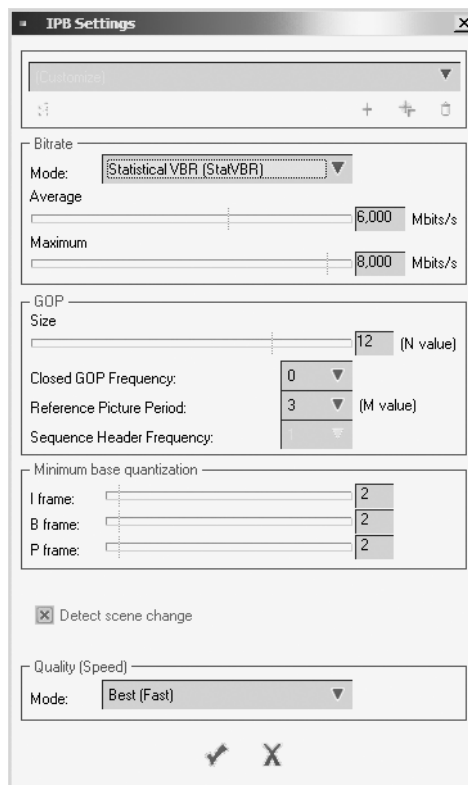 IPB Settings
(Customize)
Bitrate
Mode: Statistical VBR (StatVBR)
Average
6,000 Mbits/s
Maximum
8,000 Mbits/s
GOP
Size
12 (N value)
Closed GOP Frequency: 0
Reference Picture Period: 3 (M value)
Sequence Header Frequency: 1
Minimum base quantization
I frame: 2
B frame: 2
P frame: 2
Detect scene change
Quality (Speed)
Mode: Best (Fast)